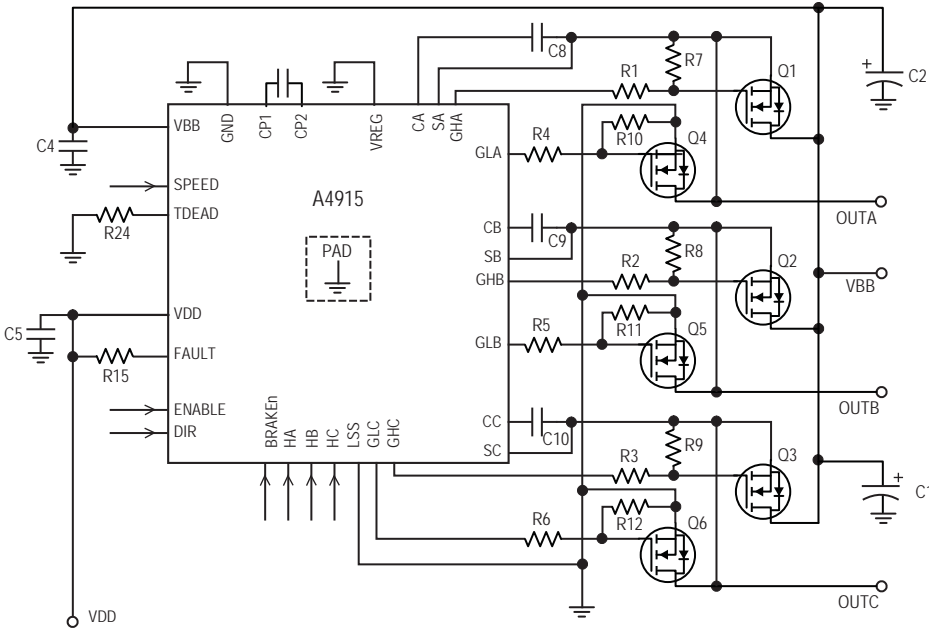 C8
R7
Q1
C2
+
R1
GND
CP1
CP2
VREG
CA
SA
GHA
VBB
C4
R4
GLA
R10
Q4
SPEED
A4915
TDEAD
R24
OUTA
PAD
CB
C9
SB
R8
Q2
GHB
R2
VBB
VDD
C5
R5
GLB
R11
Q5
FAULT
R15
OUTB
ENABLE
DIR
BRAKEn
HA
HB
HC
LSS
GLC
GHC
CC
C10
SC
R9
Q3
R3
+
R6
R12
Q6
OUTC
VDD